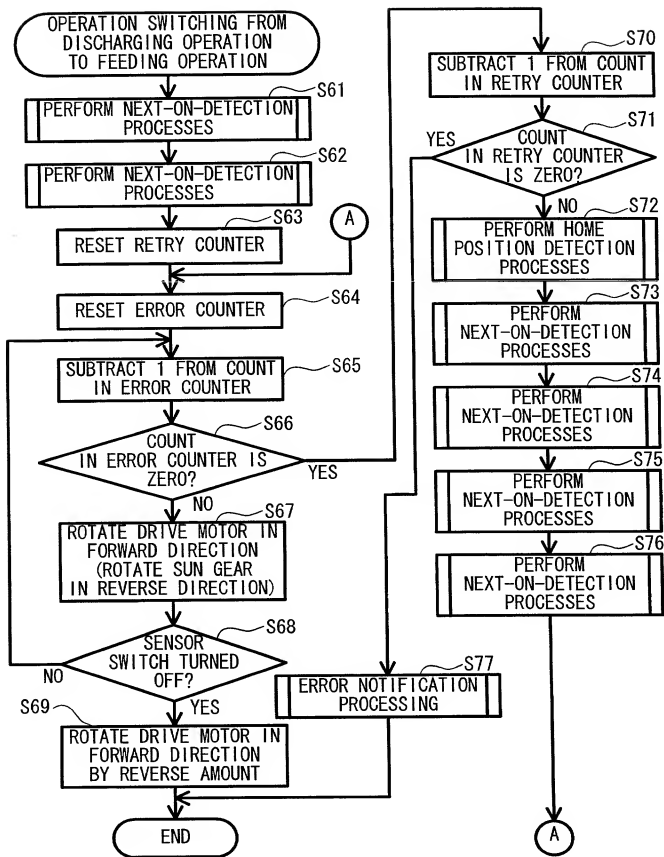 OPERATION SWITCHING FROM
DISCHARGING OPERATION
TO FEEDING OPERATION
S61
PERFORM NEXT-ON-DETECTION
PROCESSES
S62
PERFORM NEXT-ON-DETECTION
PROCESSES
S63
RESET RETRY COUNTER
A
S64
RESET ERROR COUNTER
S65
SUBTRACT 1 FROM COUNT
IN ERROR COUNTER
S66
COUNT
IN ERROR COUNTER IS
ZERO?
YES
NO
S67
ROTATE DRIVE MOTOR IN
FORWARD DIRECTION
(ROTATE SUN GEAR
IN REVERSE DIRECTION)
S68
SENSOR
SWITCH TURNED
OFF?
NO
YES
S69
ROTATE DRIVE MOTOR IN
FORWARD DIRECTION
BY REVERSE AMOUNT
END
S70
SUBTRACT 1 FROM COUNT
IN RETRY COUNTER
S71
YES
COUNT
IN RETRY COUNTER
IS ZERO?
NO
S72
PERFORM HOME
POSITION DETECTION
PROCESSES
S73
PERFORM
NEXT-ON-DETECTION
PROCESSES
S74
PERFORM
NEXT-ON-DETECTION
PROCESSES
S75
PERFORM
NEXT-ON-DETECTION
PROCESSES
S76
PERFORM
NEXT-ON-DETECTION
PROCESSES
S77
ERROR NOTIFICATION
PROCESSING
A